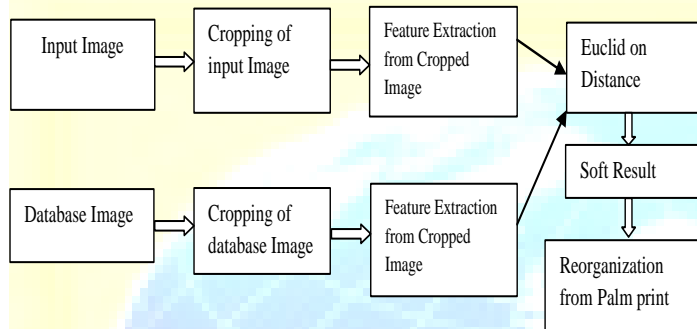 Input Image
Cropping of
input Image
Feature Extraction
from Cropped
Image
Euclid on
Distance
Soft Result
Database Image
Cropping of
database Image
Feature Extraction
from Cropped
Image
Reorganization
from Palm print